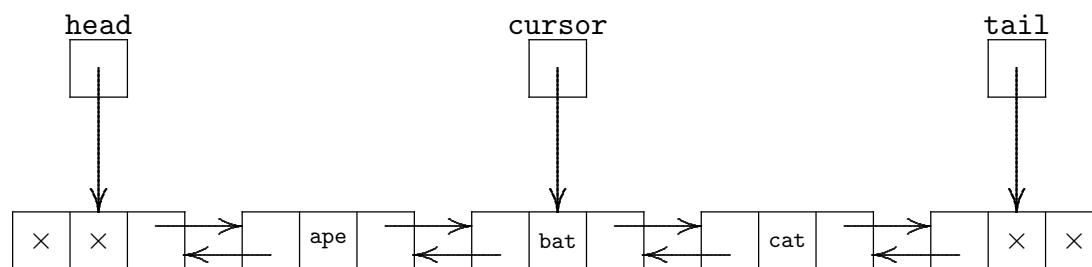 head cursor tail
× × ape bat cat × ×